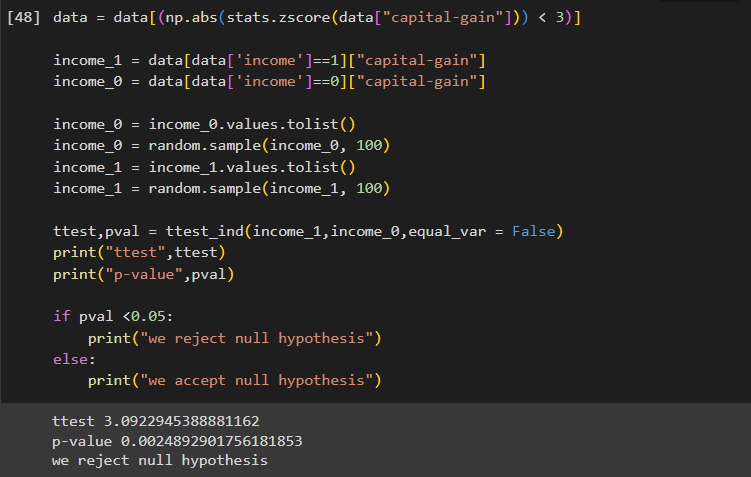 [48] data = data[(np.abs(stats.zscore(data["capital-gain"])) < 3)]
income_1 = data[data['income']==1]["capital-gain"]
income_0 = data[data['income']==0]["capital-gain"]
income_0 = income_0.values.tolist()
income_0 = random.sample(income_0, 100)
income_1 = income_1.values.tolist()
income_1 = random.sample(income_1, 100)
ttest,pval = ttest_ind(income_1,income_0,equal_var = False)
print("ttest",ttest)
print("p-value",pval)
if pval <0.05:
    print("we reject null hypothesis")
else:
    print("we accept null hypothesis")
ttest 3.0922945388881162
p-value 0.0024892901756181853
we reject null hypothesis